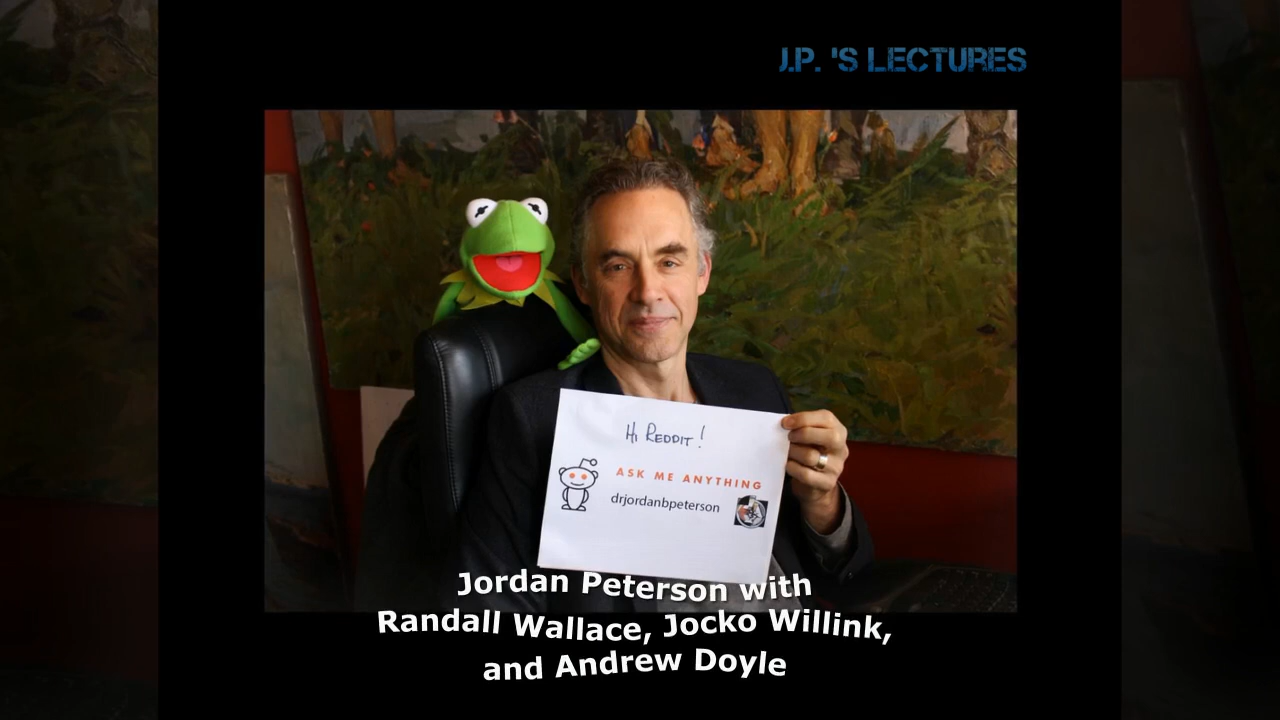 J.P. 'S LECTURES
Hi REDDIT!
ASK ME ANYTHING
drjordanbpeterson
Jordan Peterson with
Randall Wallace, Jocko Willink,
and Andrew Doyle